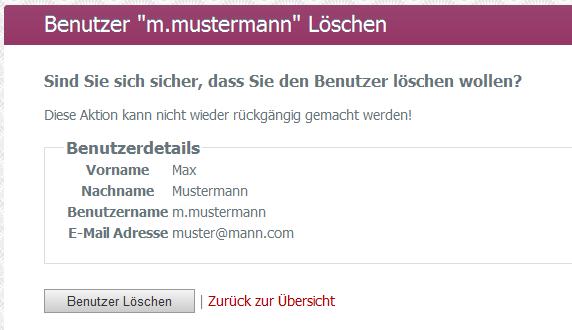 Benutzer "m.mustermann" Löschen
Sind Sie sich sicher, dass Sie den Benutzer löschen wollen?
Diese Aktion kann nicht wieder rückgängig gemacht werden!
Benutzerdetails
Vorname Max
Nachname Mustermann
Benutzername m.mustermann
E-Mail Adresse muster@mann.com
Benutzer Löschen | Zurück zur Übersicht